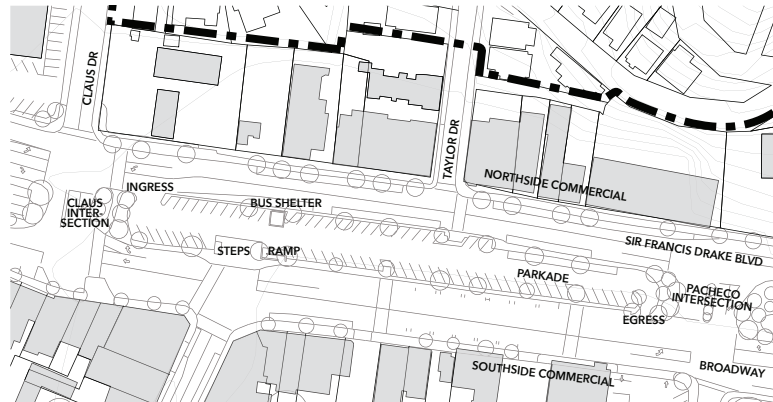 CLAUS DR
TAYLOR DR
NORTHSIDE COMMERCIAL
INGRESS
BUS SHELTER
CLAUS
INTER-
SECTION
SIR FRANCIS DRAKE BLVD
STEPS
RAMP
PARKADE
PACHECO
INTERSECTION
EGRESS
SOUTHSIDE COMMERCIAL
BROADWAY